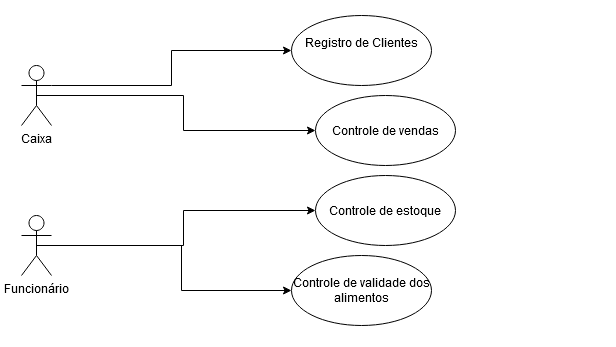 Registro de Clientes
Caixa
Controle de vendas
Controle de estoque
Funcionário
Controle de validade dos
alimentos